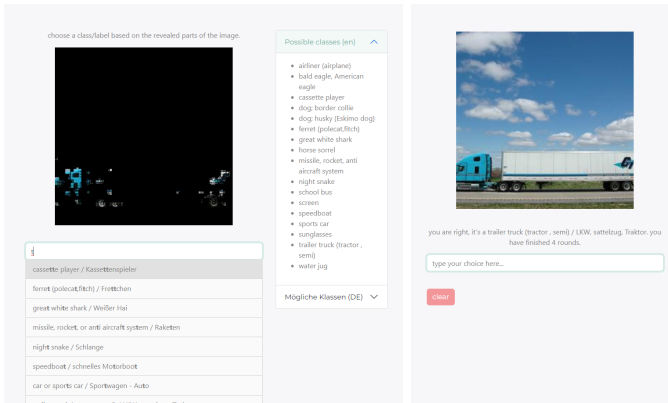 choose a class/label based on the revealed parts of the image.
t
cassette player / Kassettenspieler
ferret (polecat,fitch) / Frettchen
great white shark / Weißer Hai
missile, rocket, or anti aircraft system / Raketen
night snake / Schlange
speedboat / schnelles Motorboot
car or sports car / Sportwagen - Auto
Possible classes (en)
airliner (airplane)
bald eagle, American
eagle
cassette player
dog; border collie
dog; husky (Eskimo dog)
ferret (polecat,fitch)
great white shark
horse sorrel
missile, rocket, anti
aircraft system
night snake
school bus
screen
speedboat
sports car
sunglasses
trailer truck (tractor ,
semi)
water jug
Mögliche Klassen (DE)
you are right, it's a trailer truck (tractor , semi) / LKW, sattelzug, Traktor. you
have finished 4 rounds.
type your choice here...
clear